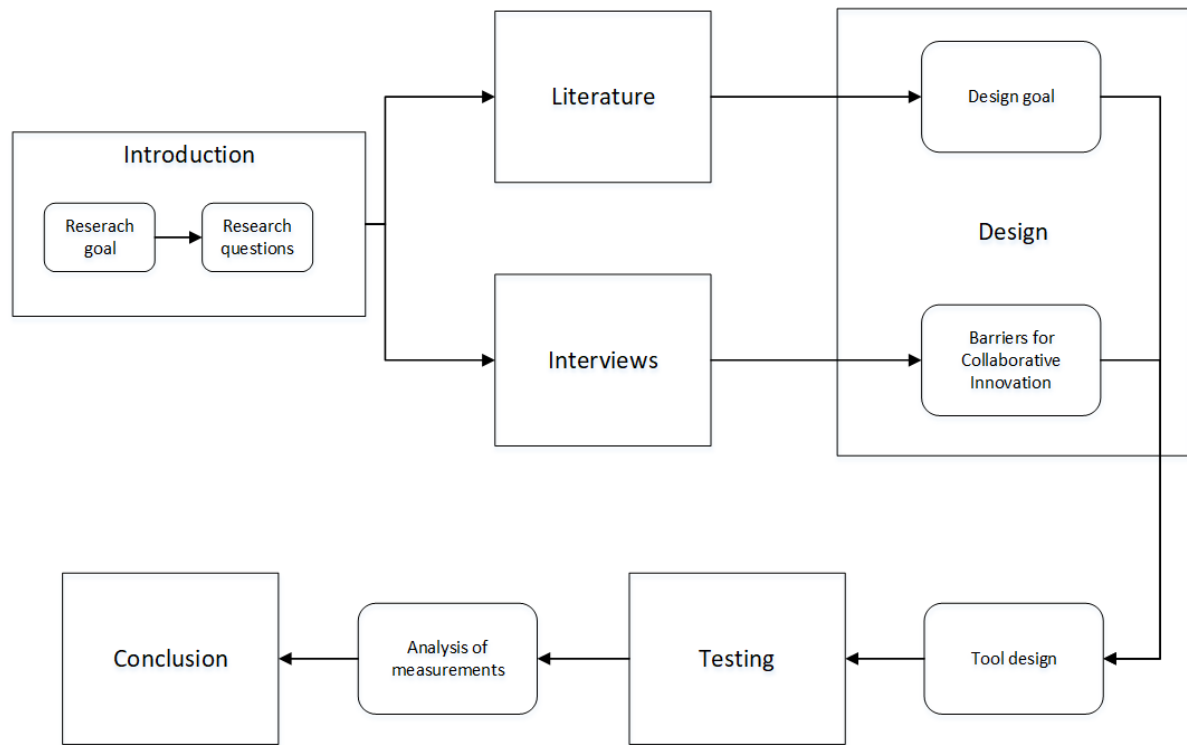 Introduction
Reserach
goal
Research
questions
Literature
Interviews
Design goal
Design
Barriers for
Collaborative
Innovation
Tool design
Testing
Analysis of
measurements
Conclusion